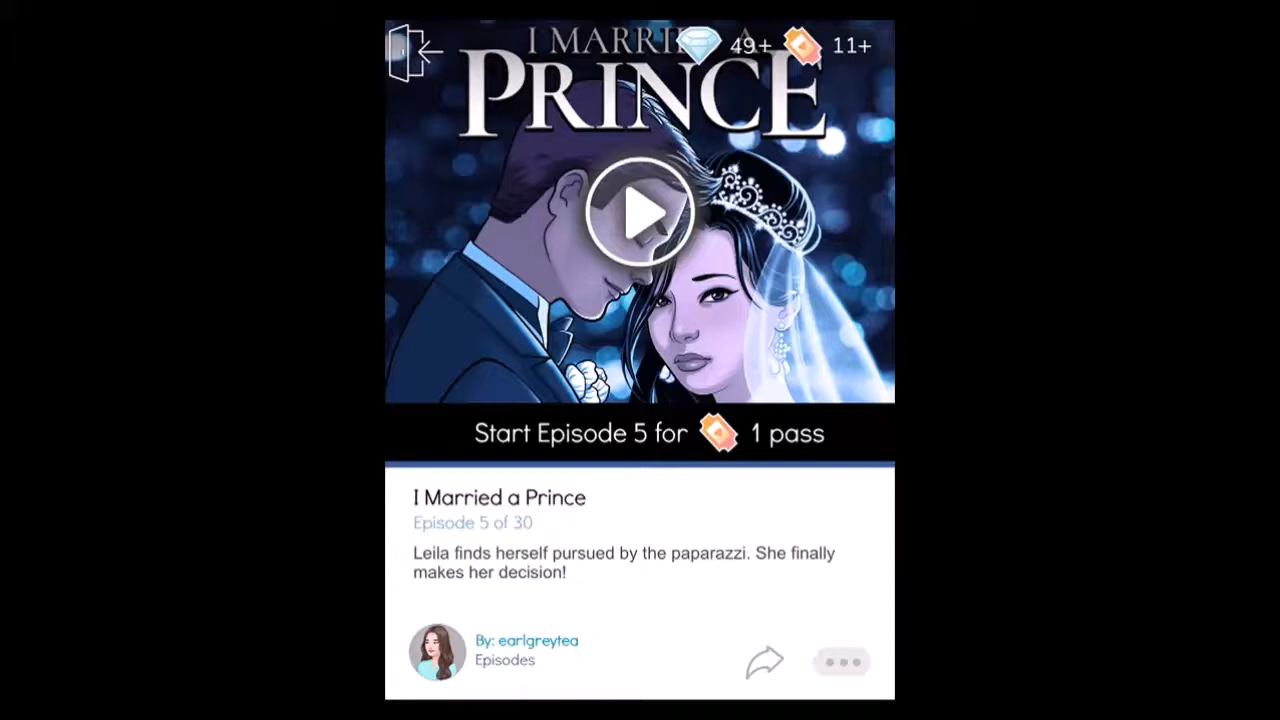 I MARRIED A
49+ 11+
PRINCE
Start Episode 5 for 1 pass
I Married a Prince
Episode 5 of 30
Leila finds herself pursued by the paparazzi. She finally
makes her decision!
By: earlgreytea
Episodes